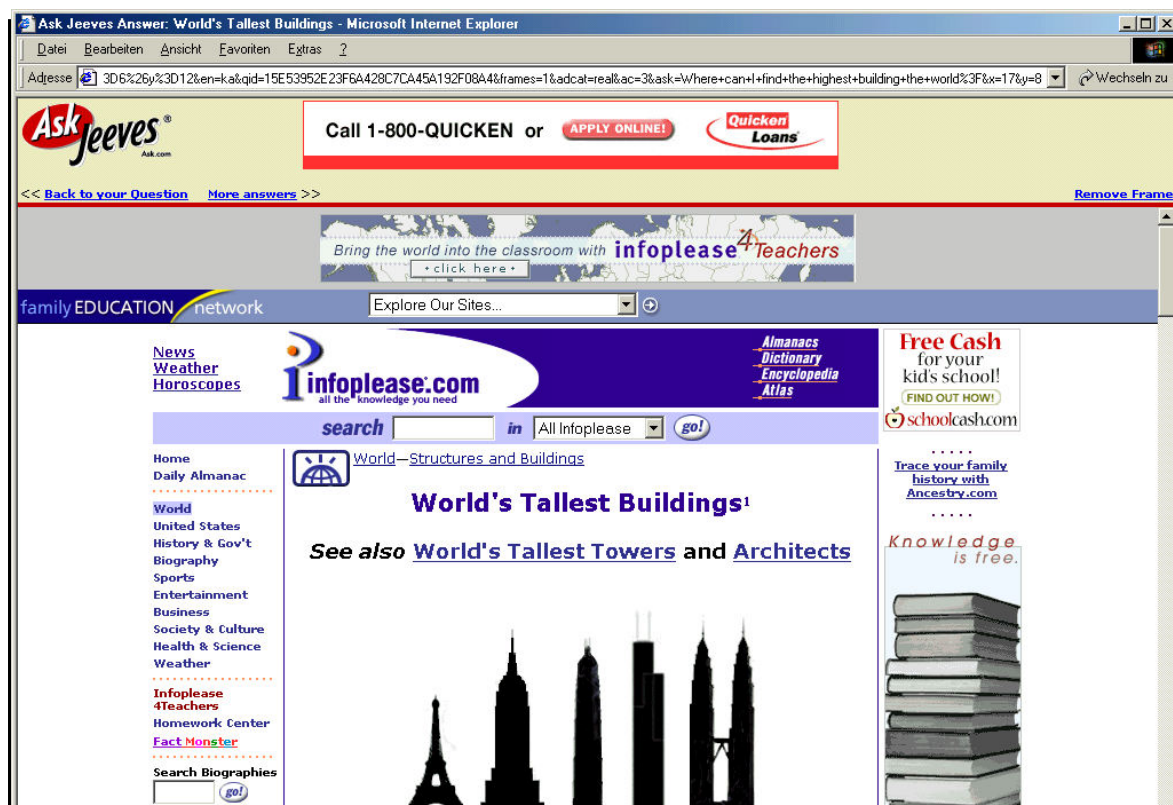 Ask Jeeves Answer: World's Tallest Buildings - Microsoft Internet Explorer
Datei Bearbeiten Ansicht Favoriten Extras ?
Adresse 3D6%26y%3D12&en=ka&qid=15E53952E23F6A428C7CA45A192F08A4&frames=1&adcat=real&ac=3&ask=Where+can+I+find+the+highest+building+the+world%3F&x=17&y=8 Wechseln zu
Ask Jeeves®
Ask.com
Call 1-800-QUICKEN or APPLY ONLINE! Quicken Loans
<< Back to your Question More answers >> Remove Frame
Bring the world into the classroom with infoplease 4Teachers
• click here •
family EDUCATION network Explore Our Sites...
News
Weather
Horoscopes
infoplease.com
all the knowledge you need
Almanacs
Dictionary
Encyclopedia
Atlas
Free Cash
for your
kid's school!
FIND OUT HOW!
schoolcash.com
search in All Infoplease go!
Home
Daily Almanac
World
United States
History & Gov't
Biography
Sports
Entertainment
Business
Society & Culture
Health & Science
Weather
Infoplease
4Teachers
Homework Center
Fact Monster
Search Biographies
go!
World—Structures and Buildings
World's Tallest Buildings¹
See also World's Tallest Towers and Architects
Trace your family
history with
Ancestry.com
Knowledge
is free.